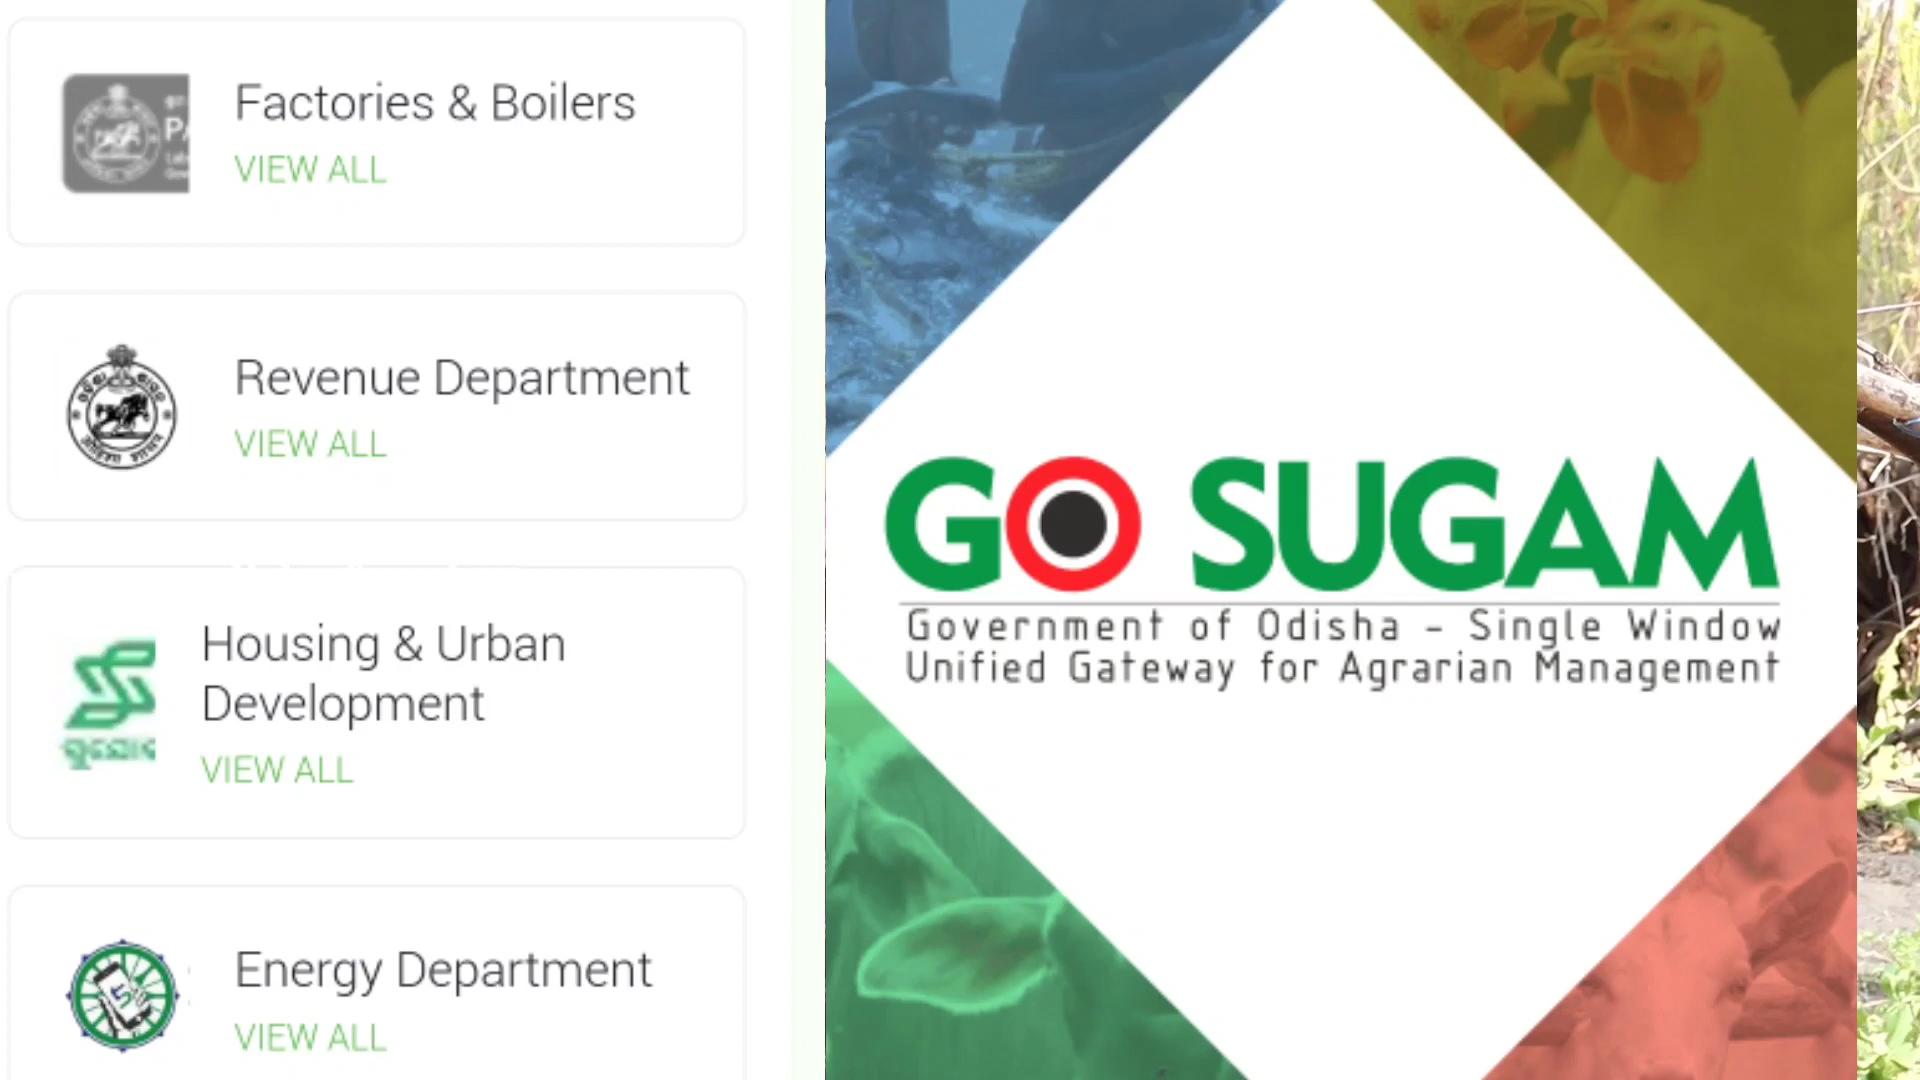 Factories & Boilers
VIEW ALL
Revenue Department
VIEW ALL
Housing & Urban
Development
VIEW ALL
Energy Department
VIEW ALL
GO SUGAM
Government of Odisha - Single Window
Unified Gateway for Agrarian Management